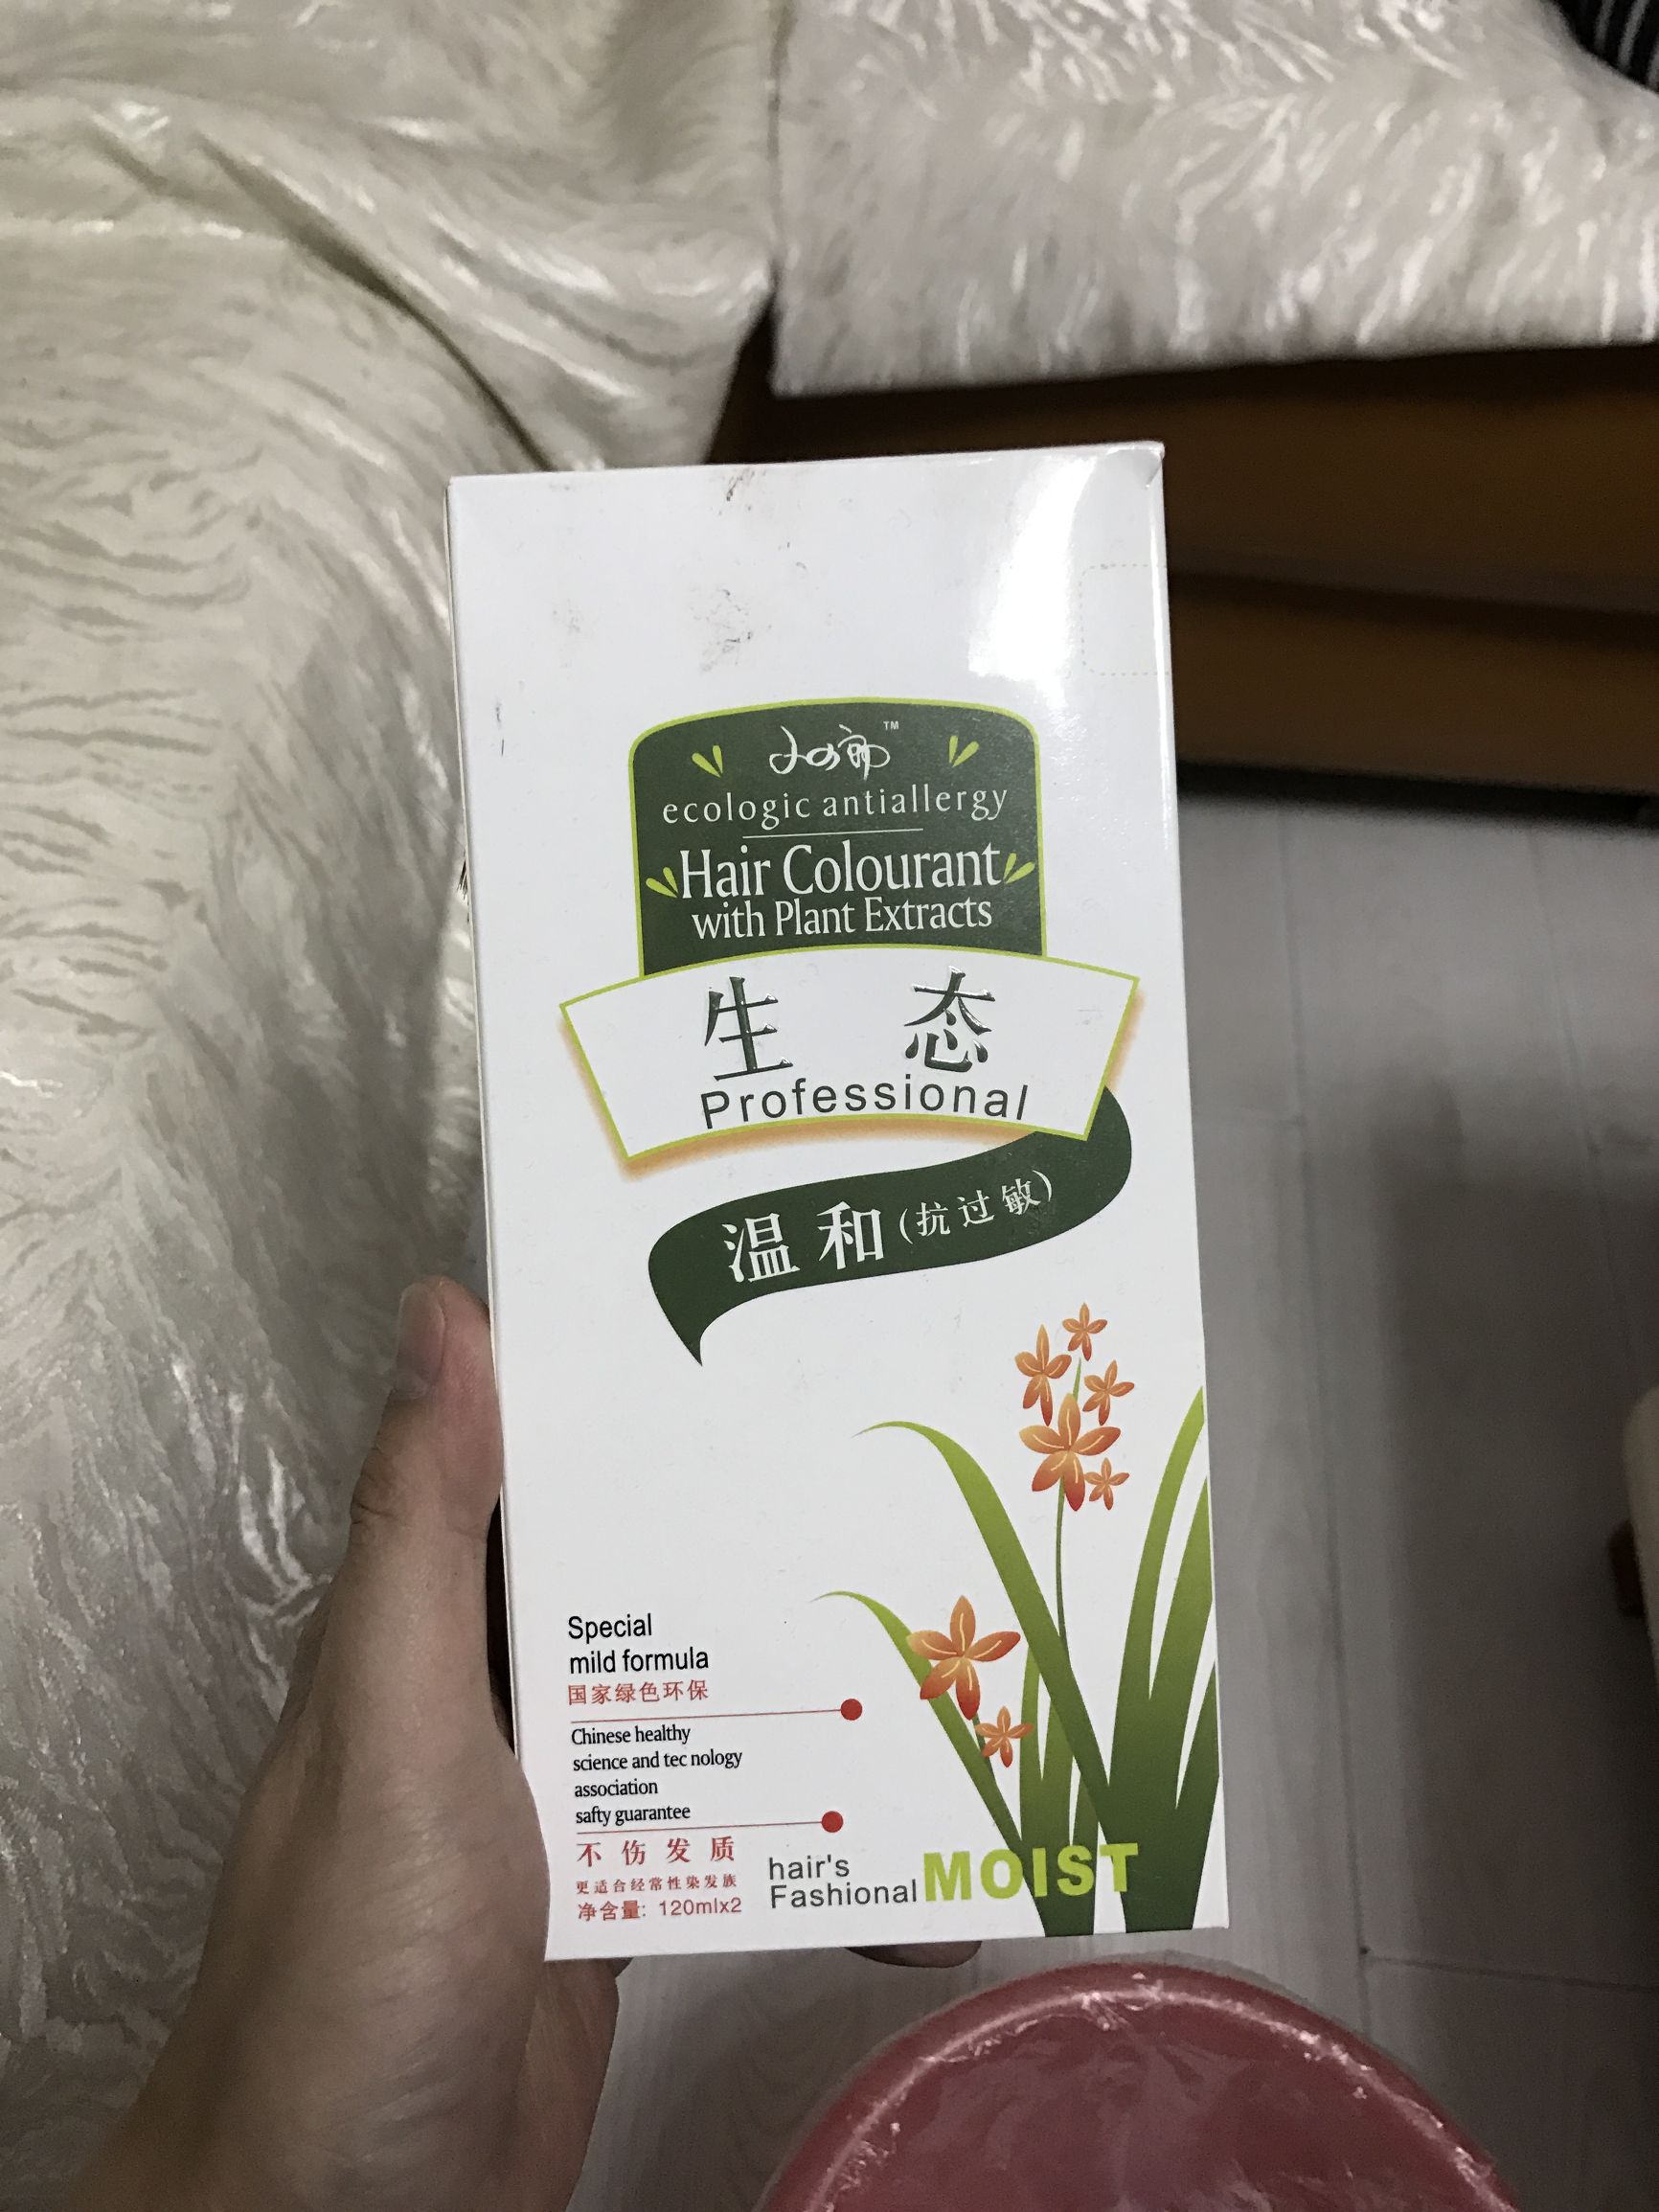 TM
ecologic antiallergy
Hair Colourant
with Plant Extracts
生 态
Professional
温和(抗过敏)
Special
mild formula
国家绿色环保
Chinese healthy
science and tec nology
association
safty guarantee
不伤发质
更适合经常性染发族
净含量: 120mlx2
hair's
Fashional MOIST